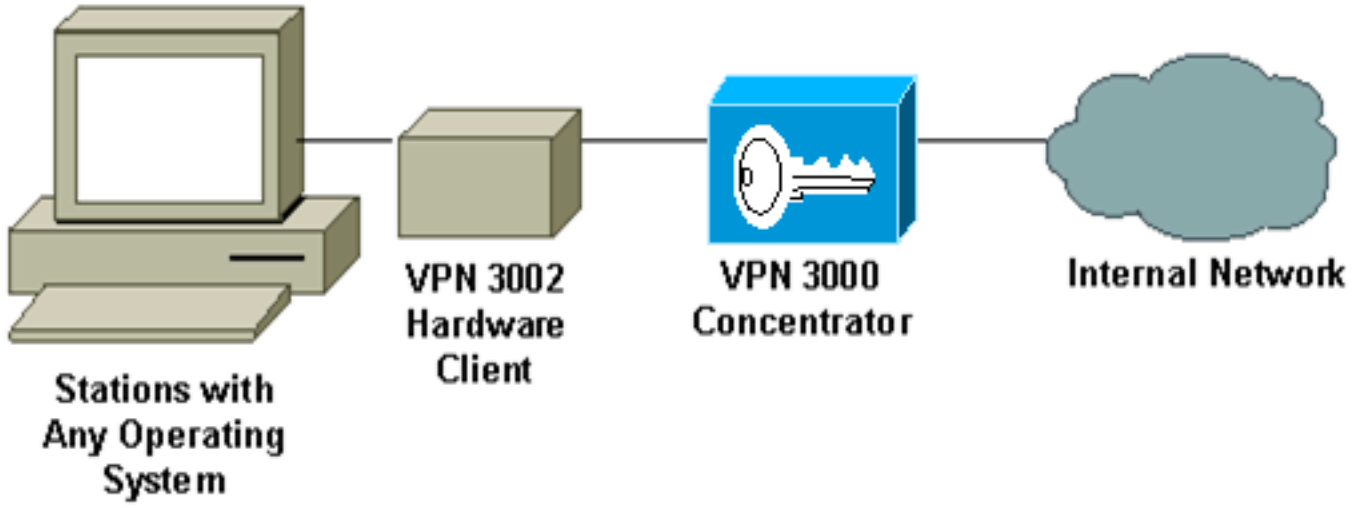 VPN 3002
Hardware
Client
VPN 3000
Concentrator
Internal Network
Stations with
Any Operating
System